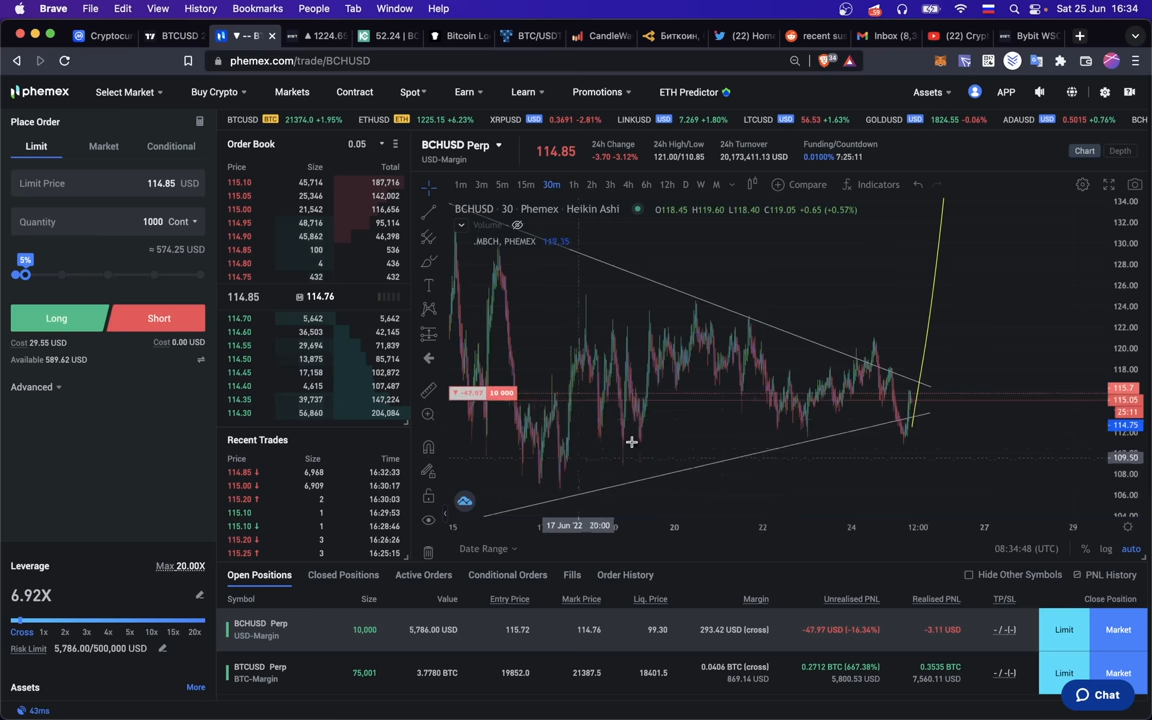 Brave File Edit View History Bookmarks People Tab Window Help Sat 25 Jun 16:34
Cryptocur BTCUSD 2 ▼ -- B ▲ 1224.6 52.24 | B Bitcoin Lo BTC/USDT CandleWa Биткоин, (22) Hom recent su Inbox (8,3 (22) Cryp Bybit WSO
phemex.com/trade/BCHUSD 34
phemex Select Market Buy Crypto Markets Contract Spot Earn Learn Promotions ETH Predictor Assets APP
BTCUSD BTC 21374.0 +1.95% ETHUSD ETH 1225.15 +6.23% XRPUSD USD 0.3691 -2.81% LINKUSD USD 7.269 +1.80% LTCUSD USD 56.53 +1.63% GOLDUSD USD 1824.55 -0.06% ADAUSD USD 0.5015 +0.76% BCH
Place Order
Limit Market Conditional
Limit Price 114.85 USD
Quantity 1000 Cont
≈ 574.25 USD
5%
Long Short
Cost 29.55 USD Cost 0.00 USD
Available 589.62 USD
Advanced
Leverage Max 20.00X
6.92X
Cross 1x 2x 3x 4x 5x 10x 15x 20x
Risk Limit 5,786.00/500,000 USD
Assets More
43ms
Order Book 0.05
Price Size Total
115.10 45,714 187,716
115.05 25,346 142,002
115.00 21,542 116,656
114.95 48,716 95,114
114.90 45,862 46,398
114.85 100 536
114.80 4 436
114.75 432 432
114.85 M 114.76
114.70 5,642 5,642
114.60 36,503 42,145
114.55 29,694 71,839
114.50 13,875 85,714
114.45 17,158 102,872
114.40 4,615 107,487
114.35 39,737 147,224
114.30 56,860 204,084
Recent Trades
Price Size Time
114.85 ↓ 6,968 16:32:33
115.00 ↓ 6,909 16:30:17
115.20 ↑ 2 16:30:03
115.10 1 16:29:53
115.10 ↓ 1 16:28:46
115.20 ↓ 3 16:26:26
115.25 ↑ 3 16:25:15
BCHUSD Perp
USD-Margin
114.85
24h Change
-3.70 -3.12%
24h High/Low
121.00/110.85
24h Turnover
20,173,411.13 USD
Funding/Countdown
0.0100% 7:25:11
Chart Depth
1m 3m 5m 15m 30m 1h 2h 3h 4h 6h 12h D W M Compare Indicators
BCHUSD · 30 · Phemex · Heikin Ashi O118.45 H119.60 L118.40 C119.05 +0.65 (+0.57%)
Volume
.MBCH, PHEMEX 119.35
▼ -47.97 10 000
134.00
132.00
130.00
128.00
126.00
124.00
122.00
120.00
118.00
115.7
115.05
25:11
114.75
112.00
109.50
108.00
106.00
104.00
15 17 Jun '22 20:00 20 22 24 12:00 27 29
Date Range 08:34:48 (UTC) % log auto
Open Positions Closed Positions Active Orders Conditional Orders Fills Order History Hide Other Symbols PNL History
Symbol Size Value Entry Price Mark Price Liq. Price Margin Unrealised PNL Realised PNL TP/SL Close Position
BCHUSD Perp
USD-Margin
10,000 5,786.00 USD 115.72 114.76 99.30 293.42 USD (cross) -47.97 USD (-16.34%) -3.11 USD - /-(-) Limit Market
BTCUSD Perp
BTC-Margin
75,001 3.7780 BTC 19852.0 21387.5 18401.5
0.0406 BTC (cross)
869.14 USD
0.2712 BTC (667.38%)
5,800.53 USD
0.3535 BTC
7,560.11 USD
- /-(-) Limit Market
Chat